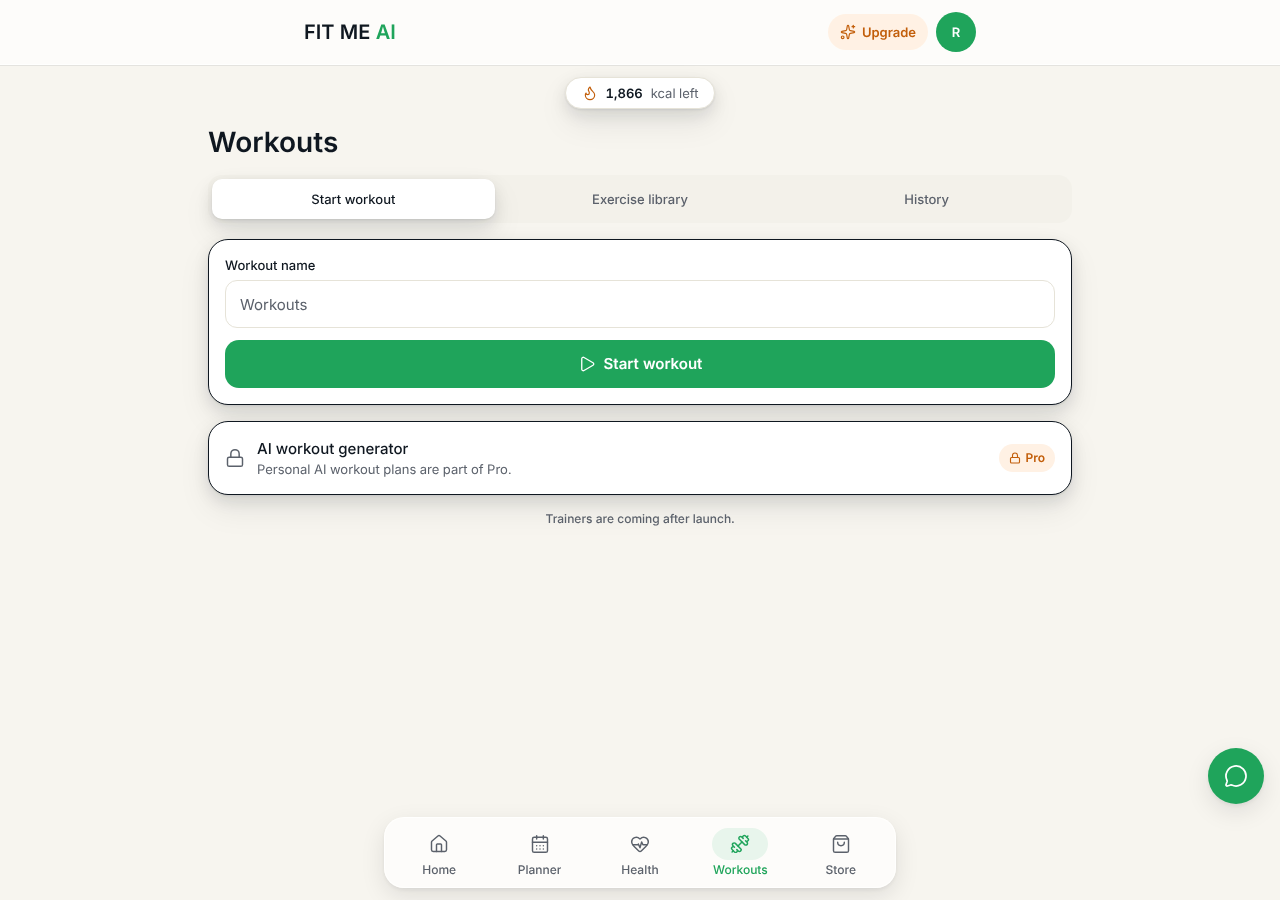 FIT ME AI
Upgrade
R
1,866 kcal left
Workouts
Start workout
Exercise library
History
Workout name
Workouts
Start workout
AI workout generator
Personal AI workout plans are part of Pro.
Pro
Trainers are coming after launch.
Home
Planner
Health
Workouts
Store